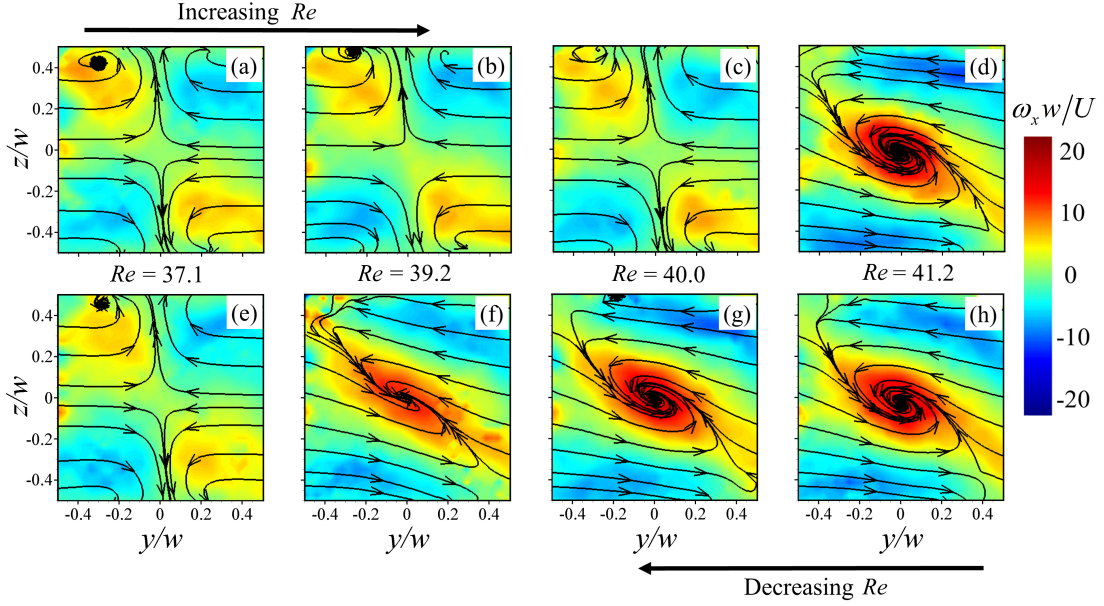 Increasing Re
(a) (b) (c) (d)
0.4
0.2
0
-0.2
-0.4
z/w
ωₓw/U
20
10
0
-10
-20
Re = 37.1 Re = 39.2 Re = 40.0 Re = 41.2
(e) (f) (g) (h)
0.4
0.2
0
-0.2
-0.4
z/w
-0.4 -0.2 0 0.2 0.4 -0.4 -0.2 0 0.2 0.4 -0.4 -0.2 0 0.2 0.4 -0.4 -0.2 0 0.2 0.4
y/w y/w y/w y/w
Decreasing Re